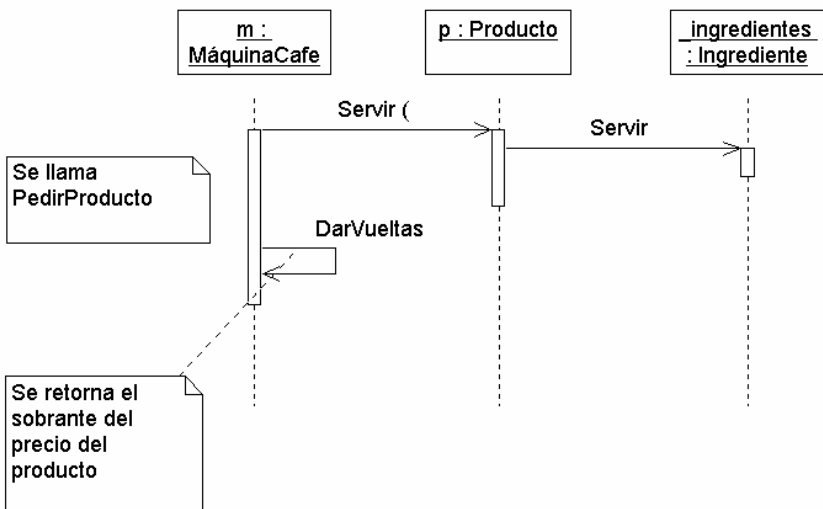 m :
MáquinaCafe
p : Producto
_ingredientes
: Ingrediente
Servir (
Servir
Se llama
PedirProducto
DarVueltas
Se retorna el
sobrante del
precio del
producto